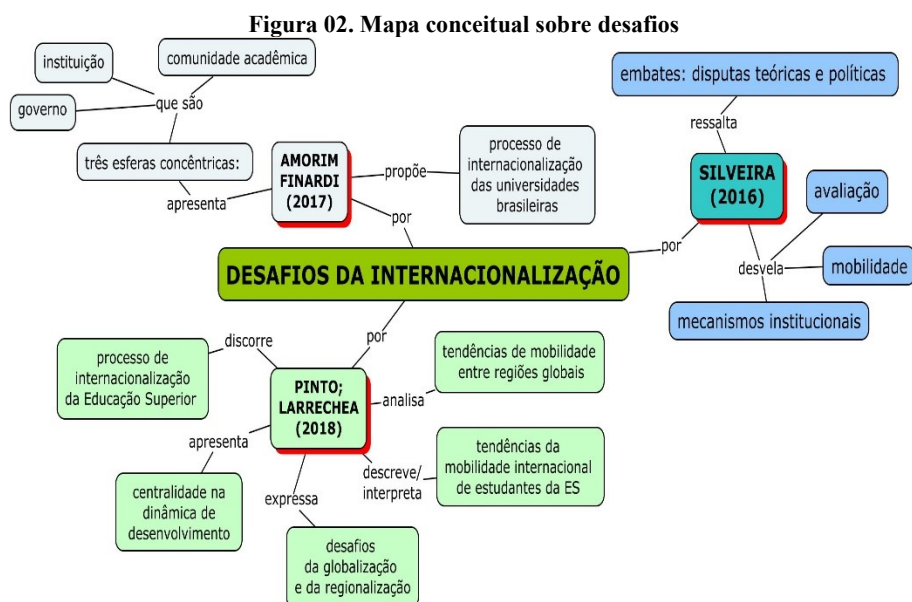 Figura 02. Mapa conceitual sobre desafios
instituição
comunidade acadêmica
governo
que são
três esferas concêntricas:
apresenta
AMORIM
FINARDI
(2017)
propõe
processo de
internacionalização
das universidades
brasileiras
por
embates: disputas teóricas e políticas
ressalta
SILVEIRA
(2016)
por
avaliação
desvela
mobilidade
mecanismos institucionais
DESAFIOS DA INTERNACIONALIZAÇÃO
por
discorre
processo de
internacionalização
da Educação Superior
PINTO;
LARRECHEA
(2018)
analisa
tendências de mobilidade
entre regiões globais
apresenta
centralidade na
dinâmica de
desenvolvimento
descreve/
interpreta
tendências da
mobilidade internacional
de estudantes da ES
expressa
desafios
da globalização
e da regionalização